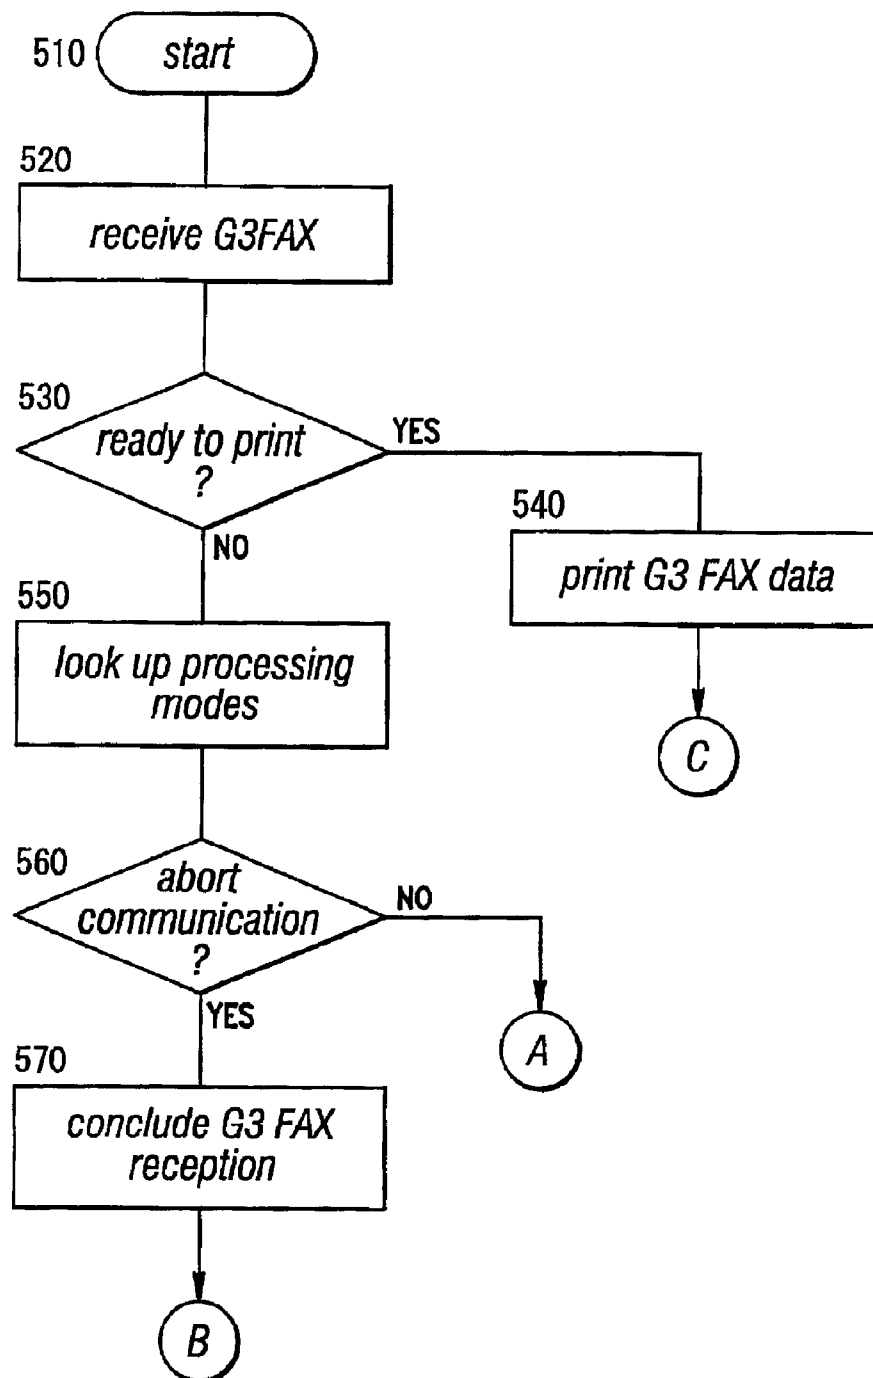 510
start
520
receive G3FAX
530
ready to print
?
YES
NO
540
print G3 FAX data
C
550
look up processing
modes
560
abort
communication
?
NO
YES
A
570
conclude G3 FAX
reception
B